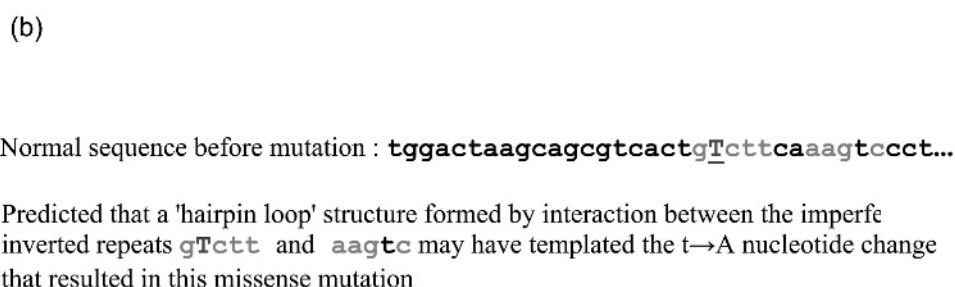 (b)
Normal sequence before mutation : tggactaagcagcgtcactgTcttcaaagtccct...
Predicted that a 'hairpin loop' structure formed by interaction between the imperfe
inverted repeats gTctt and aagtc may have templated the t→A nucleotide change
that resulted in this missense mutation